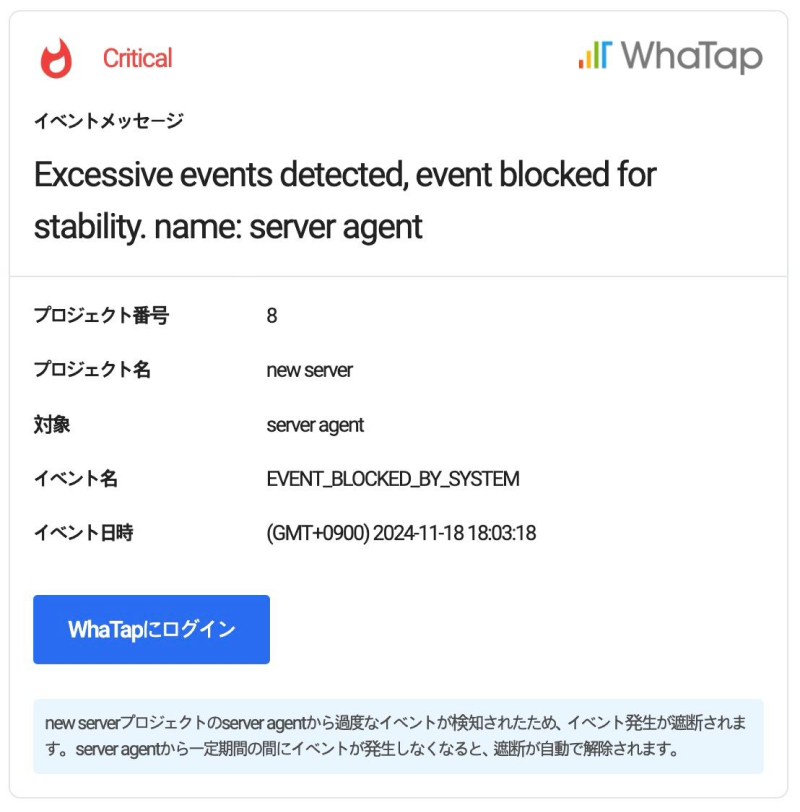 Critical
WhaTap
イベントメッセージ
Excessive events detected, event blocked for
stability. name: server agent
プロジェクト番号 8
プロジェクト名 new server
対象 server agent
イベント名 EVENT_BLOCKED_BY_SYSTEM
イベント日時 (GMT+0900) 2024-11-18 18:03:18
WhaTapにログイン
new serverプロジェクトのserver agentから過度なイベントが検知されたため、イベント発生が遮断されま
す。server agentから一定期間の間にイベントが発生しなくなると、遮断が自動で解除されます。